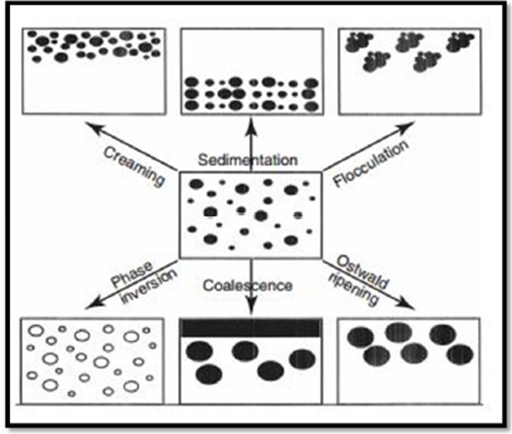 Creaming
Sedimentation
Flocculation
Phase
inversion
Coalescence
Ostwald
ripening